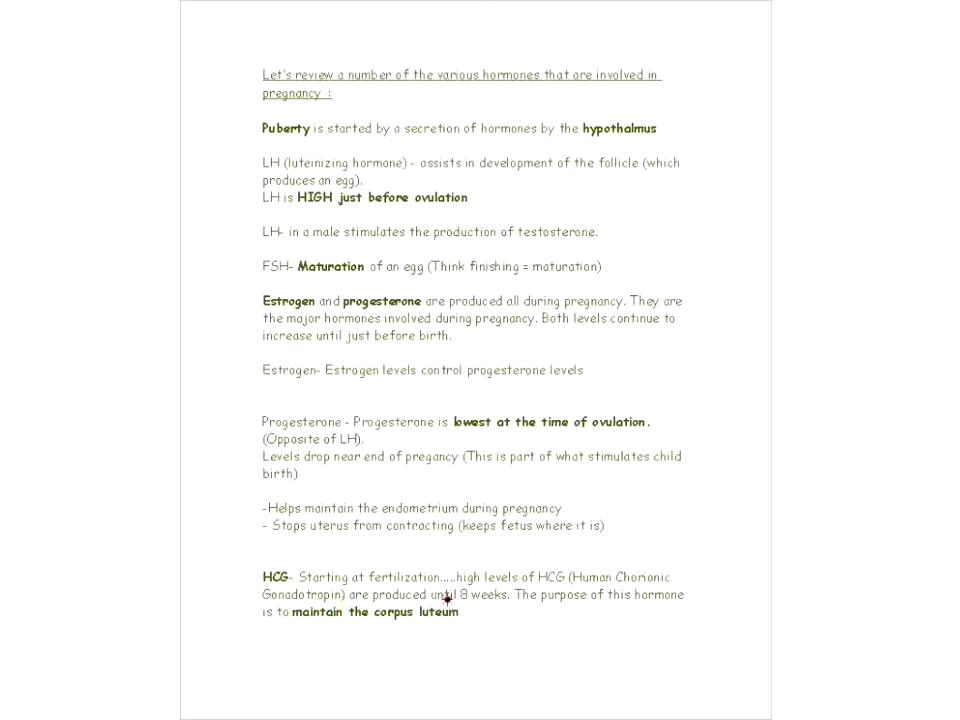 Let's review a number of the various hormones that are involved in
pregnancy :
Puberty is started by a secretion of hormones by the hypothalmus
LH (luteinizing hormone) - assists in development of the follicle (which
produces an egg).
LH is HIGH just before ovulation
LH- in a male stimulates the production of testosterone.
FSH- Maturation of an egg (Think finishing = maturation)
Estrogen and progesterone are produced all during pregnancy. They are
the major hormones involved during pregnancy. Both levels continue to
increase until just before birth.
Estrogen- Estrogen levels control progesterone levels
Progesterone - Progesterone is lowest at the time of ovulation.
(Opposite of LH).
Levels drop near end of pregancy (This is part of what stimulates child
birth)
-Helps maintain the endometrium during pregnancy
- Stops uterus from contracting (keeps fetus where it is)
HCG- Starting at fertilization.....high levels of HCG (Human Chorionic
Gonadotropin) are produced until 8 weeks. The purpose of this hormone
is to maintain the corpus luteum